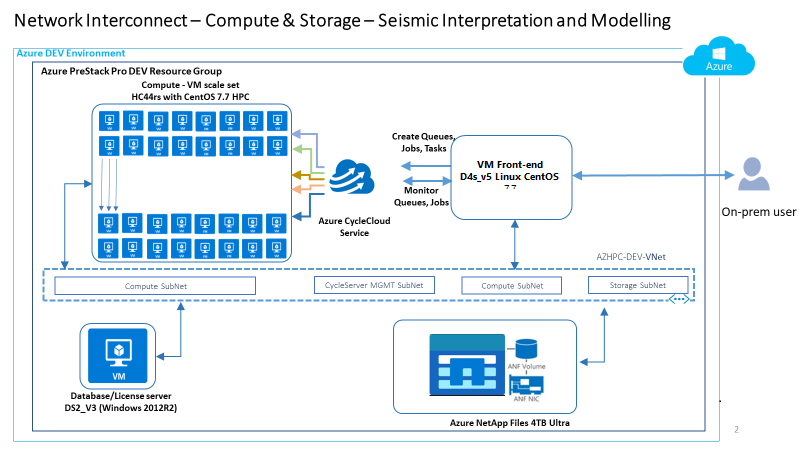 Network Interconnect – Compute & Storage – Seismic Interpretation and Modelling
Azure DEV Environment
Azure
Azure PreStack Pro DEV Resource Group
Compute - VM scale set
HC44rs with CentOS 7.7 HPC
VM VM VM VM VM VM VM VM
VM VM VM VM VM VM VM VM
VM VM VM VM VM VM VM VM
VM VM VM VM VM VM VM VM
Create Queues,
Jobs, Tasks
Monitor
Queues, Jobs
Azure CycleCloud
Service
VM Front-end
D4s_v5 Linux CentOS
7.7
On-prem user
AZHPC-DEV-VNet
Compute SubNet
CycleServer MGMT SubNet
Compute SubNet
Storage SubNet
VM
Database/License server
DS2_V3 (Windows 2012R2)
ANF Volume
ANF NIC
Azure NetApp Files 4TB Ultra
2